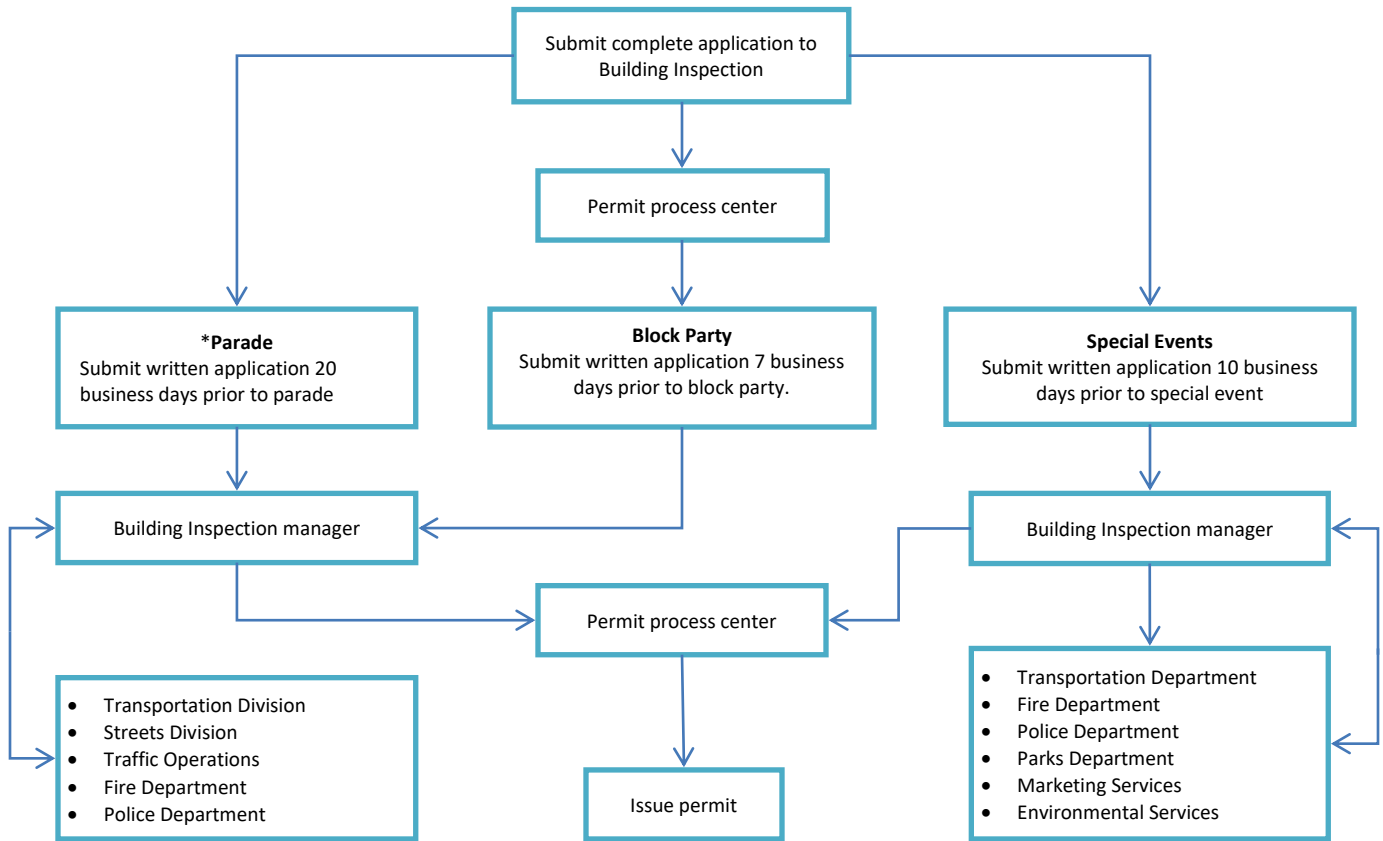 Submit complete application to
Building Inspection
Permit process center
*Parade
Submit written application 20
business days prior to parade
Block Party
Submit written application 7 business
days prior to block party.
Special Events
Submit written application 10 business
days prior to special event
Building Inspection manager
Building Inspection manager
Permit process center
• Transportation Division
• Streets Division
• Traffic Operations
• Fire Department
• Police Department
Issue permit
• Transportation Department
• Fire Department
• Police Department
• Parks Department
• Marketing Services
• Environmental Services